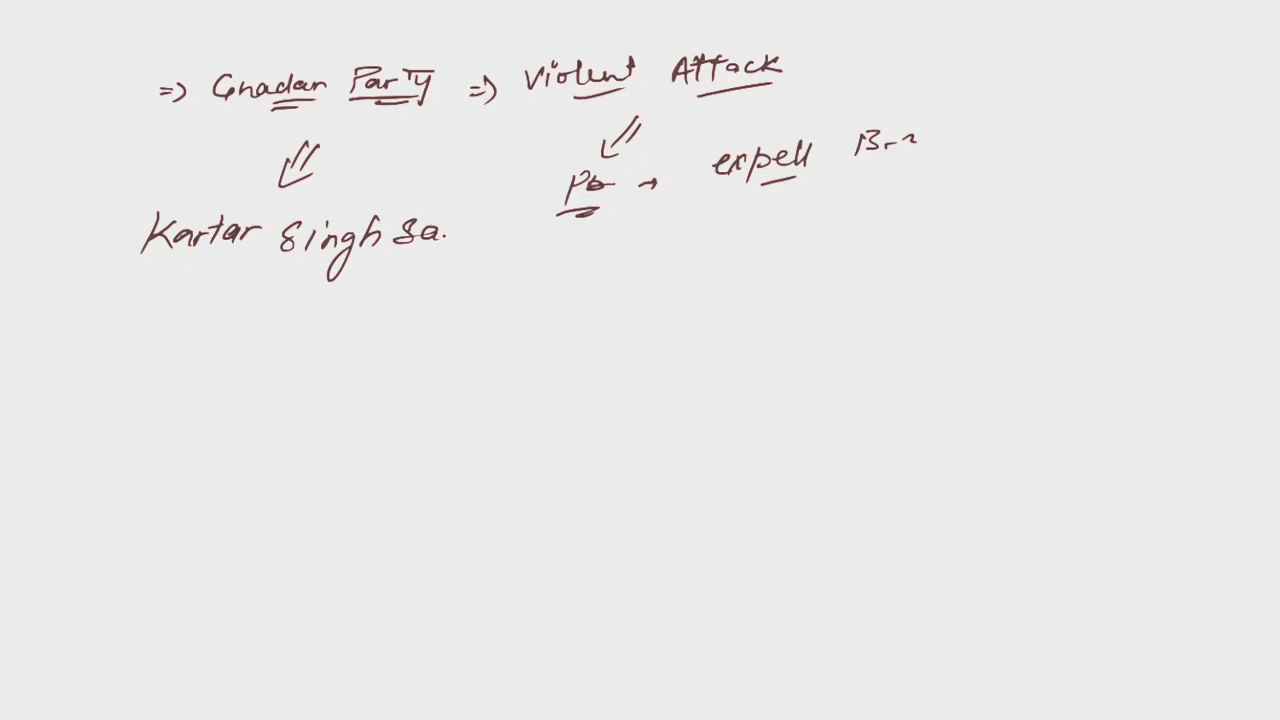 => Ghadar Party => Violent Attack
Pb → expell Br
Kartar Singh Sa.